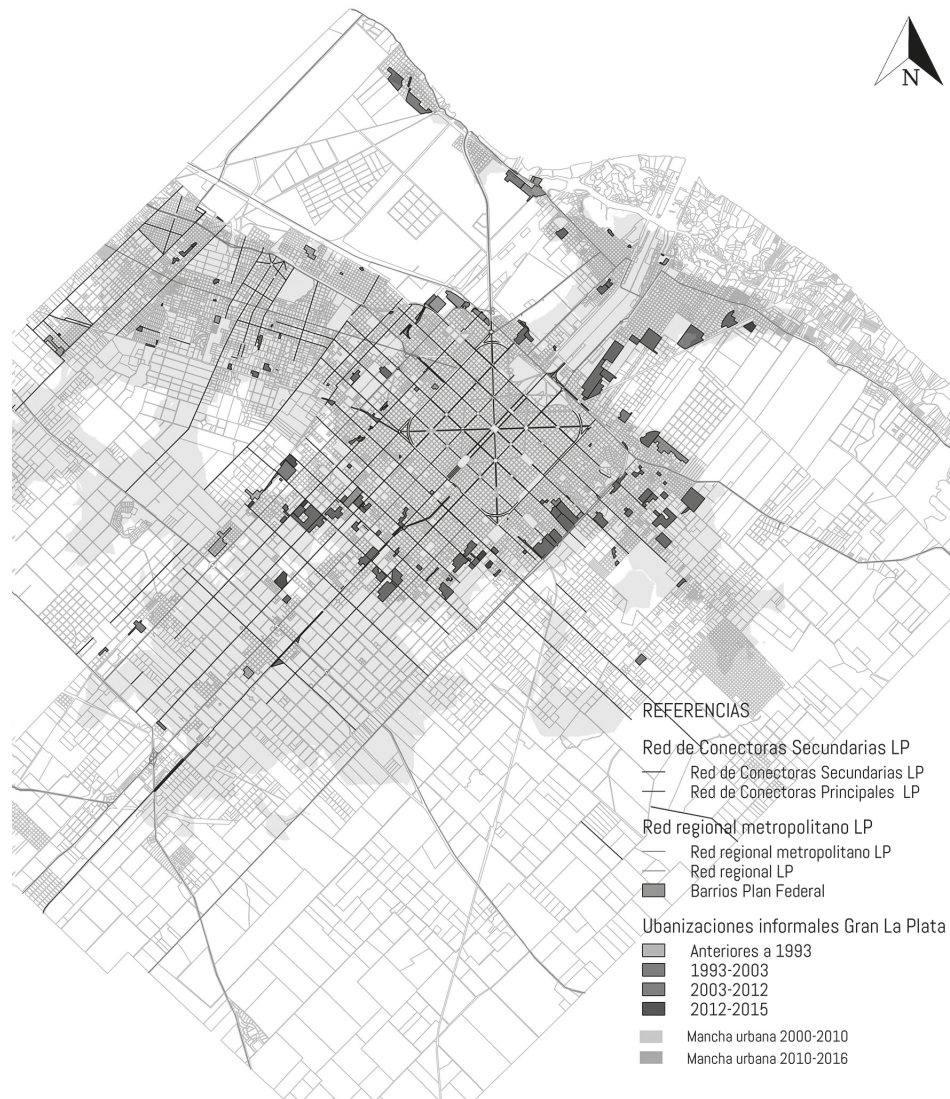 N
REFERENCIAS
Red de Conectoras Secundarias LP
Red de Conectoras Secundarias LP
Red de Conectoras Principales LP
Red regional metropolitano LP
Red regional metropolitano LP
Red regional LP
Barrios Plan Federal
Ubanizaciones informales Gran La Plata
Anteriores a 1993
1993-2003
2003-2012
2012-2015
Mancha urbana 2000-2010
Mancha urbana 2010-2016